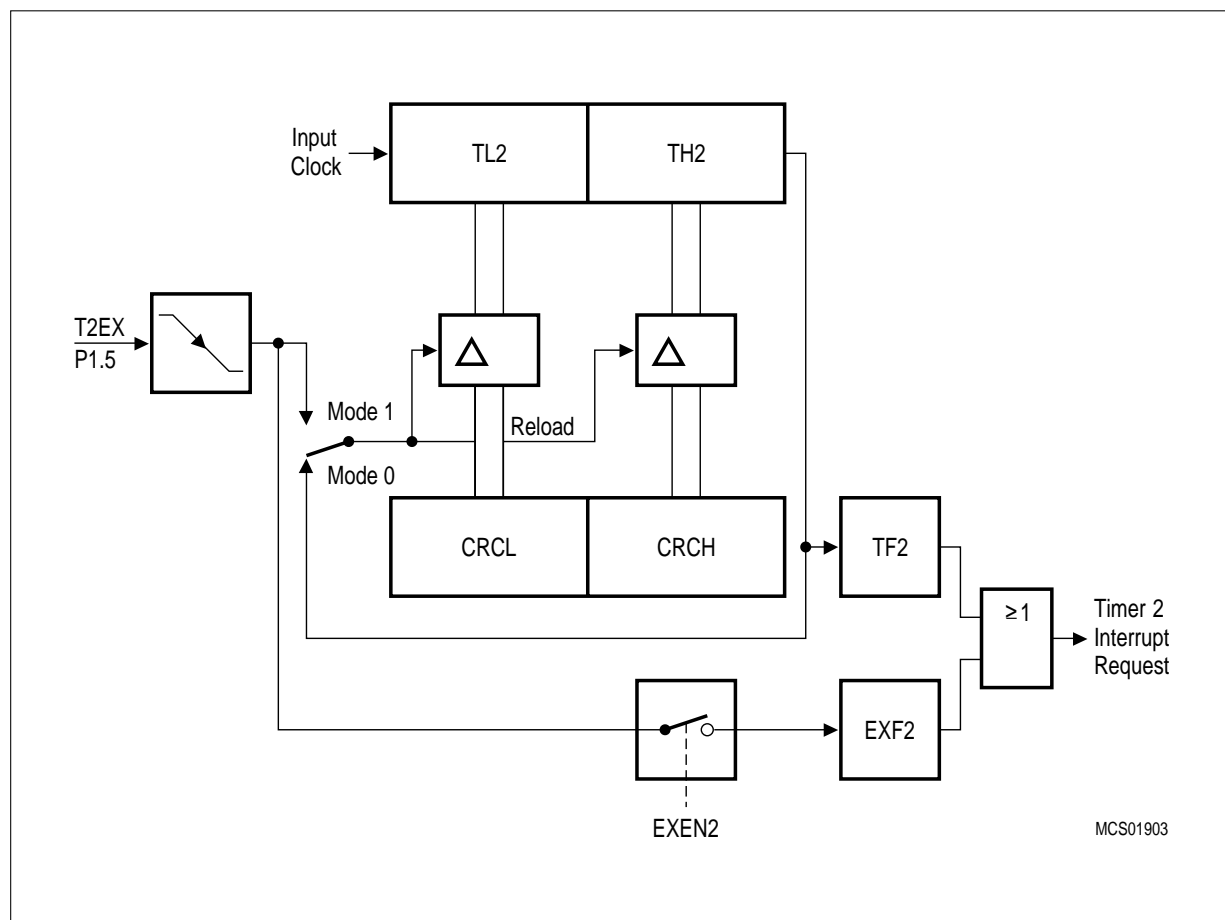 Input
Clock
TL2
TH2
T2EX
P1.5
Mode 1
Reload
Mode 0
CRCL
CRCH
TF2
≥1
Timer 2
Interrupt
Request
EXF2
EXEN2
MCS01903